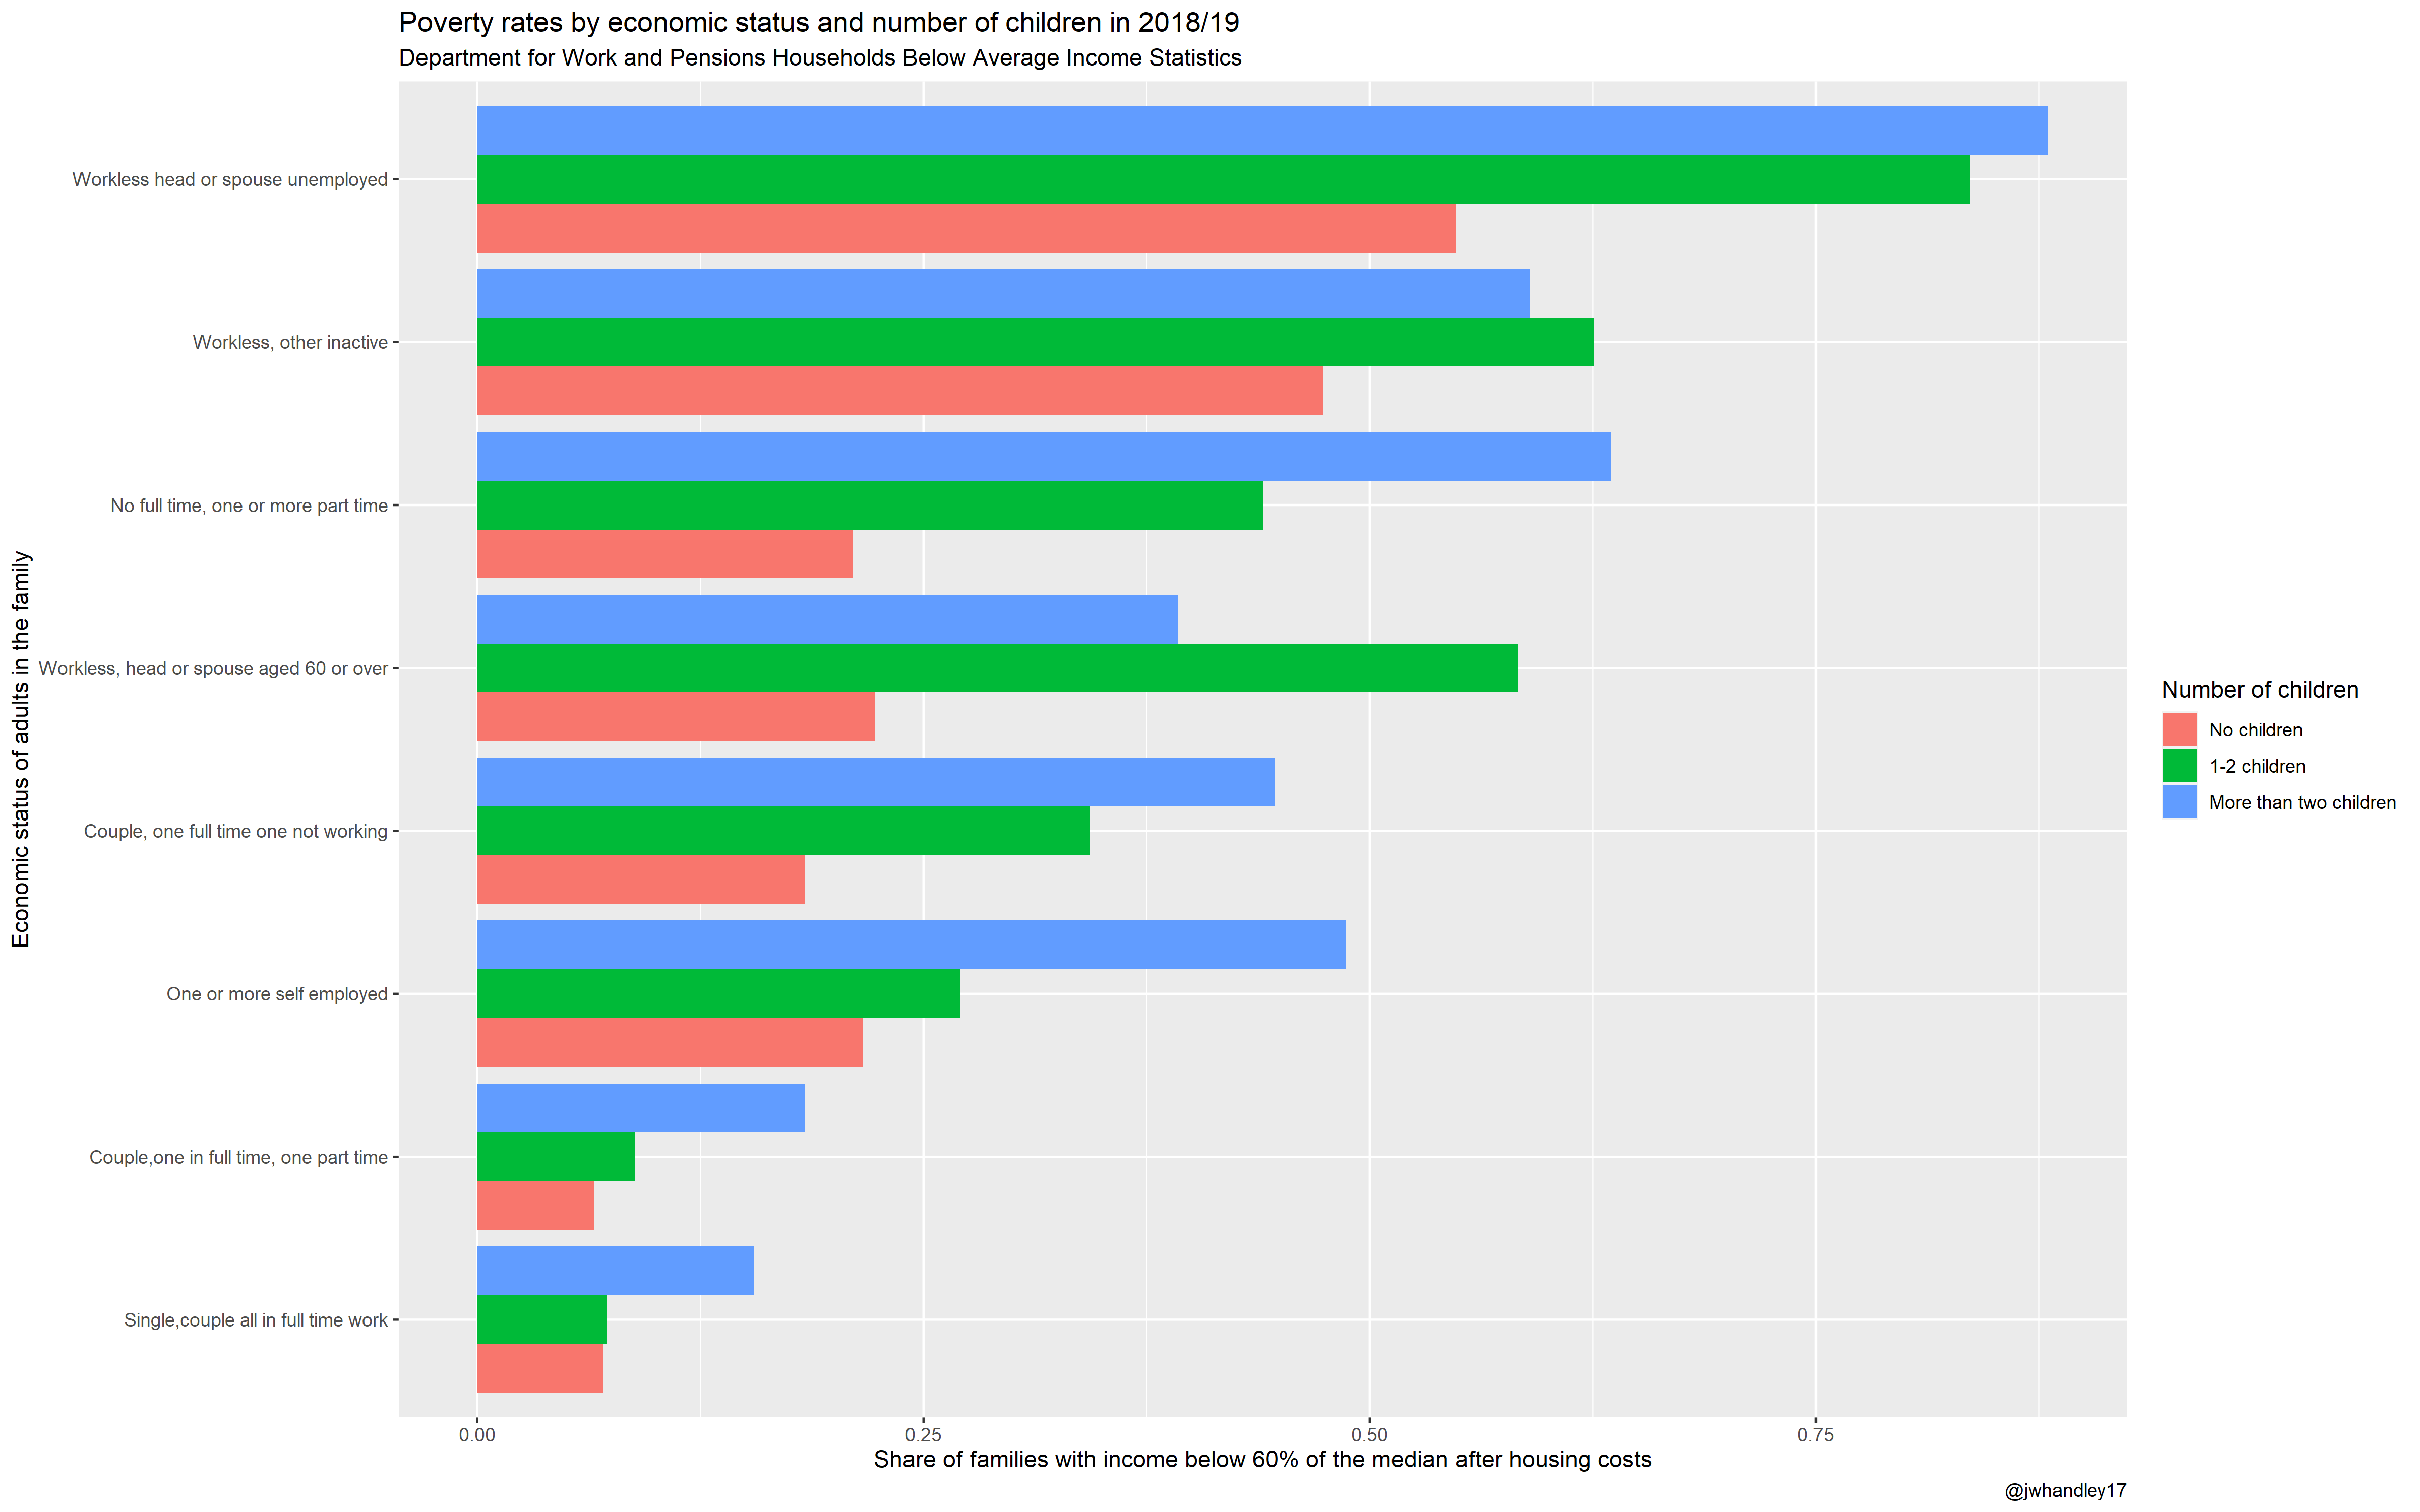 Poverty rates by economic status and number of children in 2018/19
Department for Work and Pensions Households Below Average Income Statistics
Economic status of adults in the family
Workless head or spouse unemployed
Workless, other inactive
No full time, one or more part time
Workless, head or spouse aged 60 or over
Couple, one full time one not working
One or more self employed
Couple,one in full time, one part time
Single,couple all in full time work
0.00
0.25
0.50
0.75
Share of families with income below 60% of the median after housing costs
Number of children
No children
1-2 children
More than two children
@jwhandley17